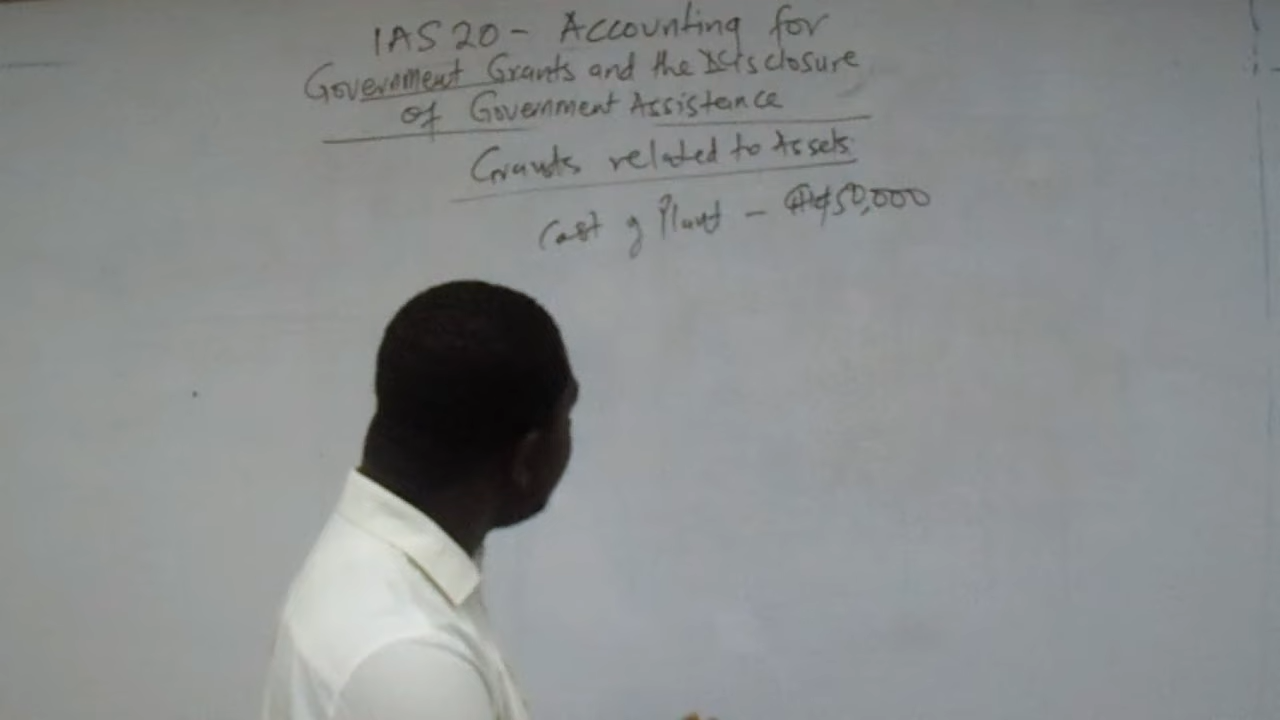 IAS 20 - Accounting for
Government Grants and the Disclosure
of Government Assistance
Grants related to Assets
Cost of Plant - 50,000